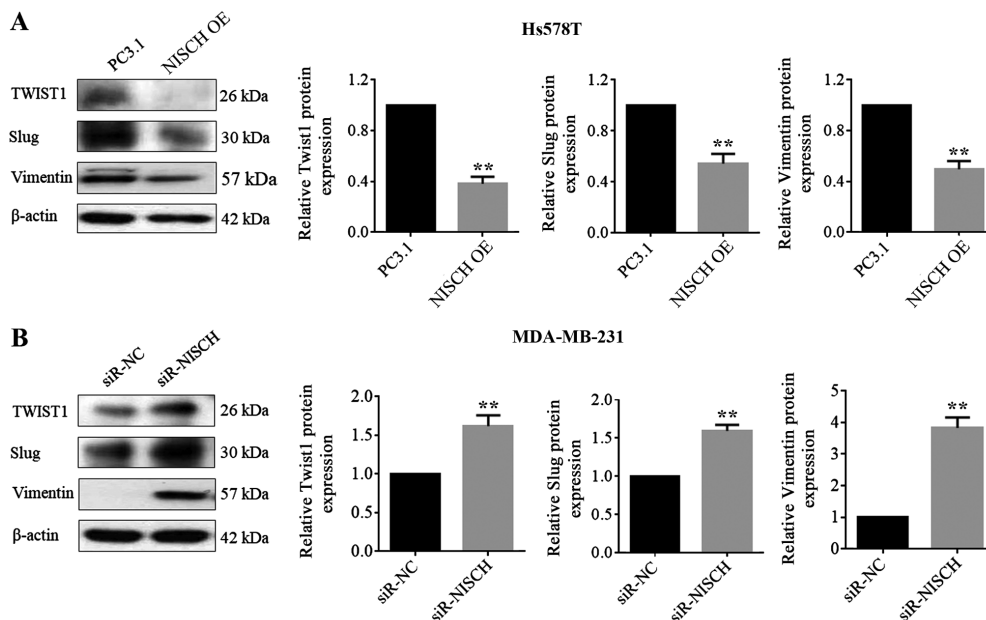 A
Hs578T
PC3.1
NISCH OE
TWIST1
26 kDa
Slug
30 kDa
Vimentin
57 kDa
β-actin
42 kDa
Relative Twist1 protein
expression
1.2
0.8
0.4
0.0
**
PC3.1
NISCH OE
Relative Slug protein
expression
1.2
0.8
0.4
0.0
**
PC3.1
NISCH OE
Relative Vimentin protein
expression
1.2
0.8
0.4
0.0
**
PC3.1
NISCH OE
B
MDA-MB-231
siR-NC
siR-NISCH
TWIST1
26 kDa
Slug
30 kDa
Vimentin
57 kDa
β-actin
42 kDa
Relative Twist1 protein
expression
2.0
1.5
1.0
0.5
0.0
**
siR-NC
siR-NISCH
Relative Slug protein
expression
2.0
1.5
1.0
0.5
0.0
**
siR-NC
siR-NISCH
Relative Vimentin protein
expression
5
4
3
2
1
0
**
siR-NC
siR-NISCH